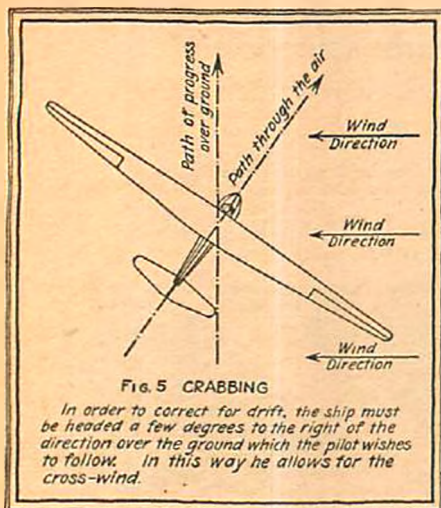 Path of progress
over ground
Path through the air
Wind
Direction
Wind
Direction
Wind
Direction
FIG. 5 CRABBING
In order to correct for drift, the ship must
be headed a few degrees to the right of the
direction over the ground which the pilot wishes
to follow. In this way he allows for the
cross-wind.